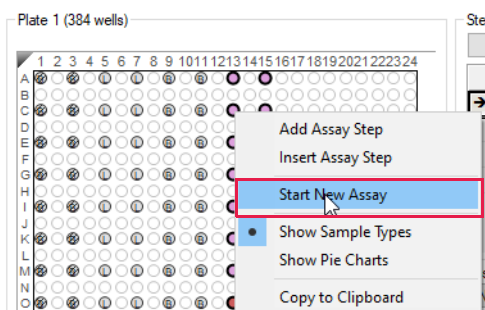 Plate 1 (384 wells)
Ste
1 2 3 4 5 6 7 8 9 10 11 12 13 14 15 16 17 18 19 20 21 22 23 24
A
B
C
D
E
F
G
H
I
J
K
L
M
N
O
Add Assay Step
Insert Assay Step
Start New Assay
Show Sample Types
Show Pie Charts
Copy to Clipboard